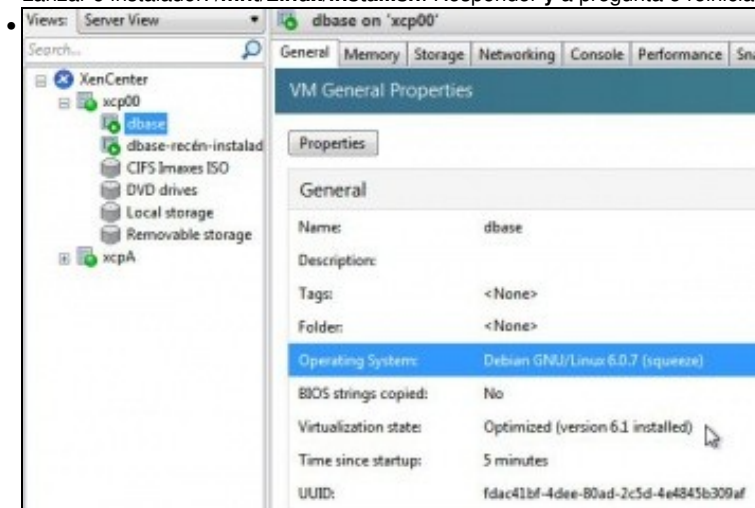 Views: Server View
dbase on 'xcp00'
Search...
General Memory Storage Networking Console Performance
XenCenter
xcp00
dbase
dbase-recén-instalad
CIFS Imaxes ISO
DVD drives
Local storage
Removable storage
xcpA
VM General Properties
Properties
General
Name: dbase
Description:
Tags: <None>
Folder: <None>
Operating System: Debian GNU/Linux 6.0.7 (squeeze)
BIOS strings copied: No
Virtualization state: Optimized (version 6.1 installed)
Time since startup: 5 minutes
UUID: fdac41bf-4dee-80ad-2c5d-4e4845b309af